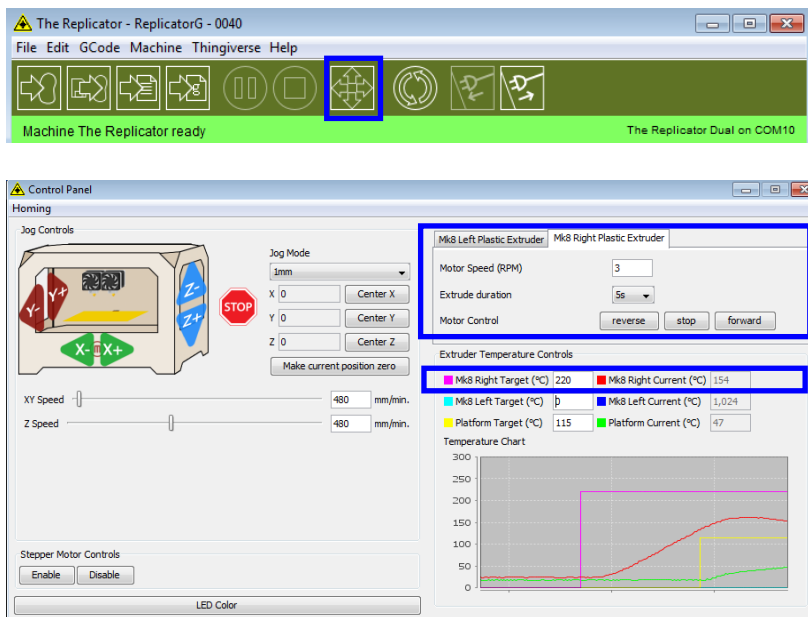 The Replicator - ReplicatorG - 0040
File Edit GCode Machine Thingiverse Help
Machine The Replicator ready The Replicator Dual on COM10
Control Panel
Homing
Jog Controls
Y- Y+ Z- Z+ X- X+
STOP
Jog Mode
1mm
X 0 Center X
Y 0 Center Y
Z 0 Center Z
Make current position zero
XY Speed 480 mm/min.
Z Speed 480 mm/min.
Stepper Motor Controls
Enable Disable
LED Color
Mk8 Left Plastic Extruder Mk8 Right Plastic Extruder
Motor Speed (RPM) 3
Extrude duration 5s
Motor Control reverse stop forward
Extruder Temperature Controls
Mk8 Right Target (°C) 220 Mk8 Right Current (°C) 154
Mk8 Left Target (°C) 0 Mk8 Left Current (°C) 1,024
Platform Target (°C) 115 Platform Current (°C) 47
Temperature Chart
300
250
200
150
100
50
0